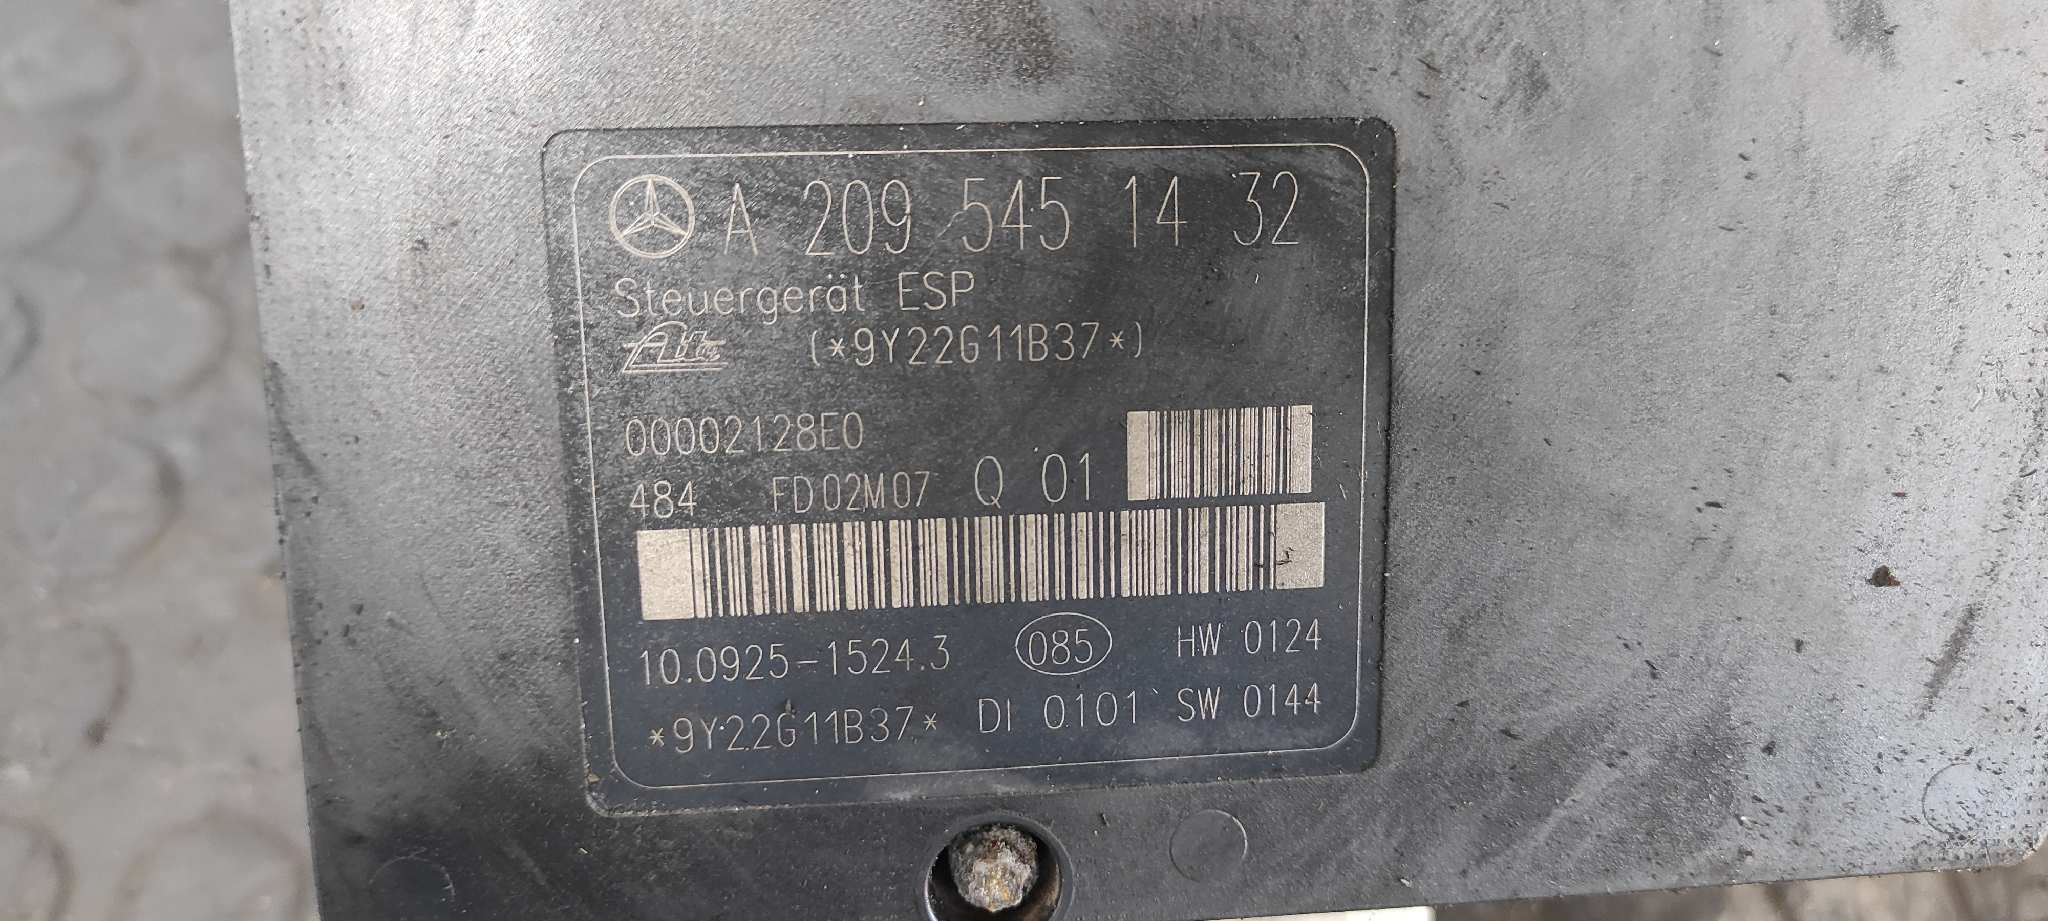 A 209 545 14 32
Steuergerät ESP
Ate (*9Y22G11B37*)
00002128E0
484 FD02M07 Q 01
10.0925-1524.3 085 HW 0124
*9Y22G11B37* DI 0101 SW 0144